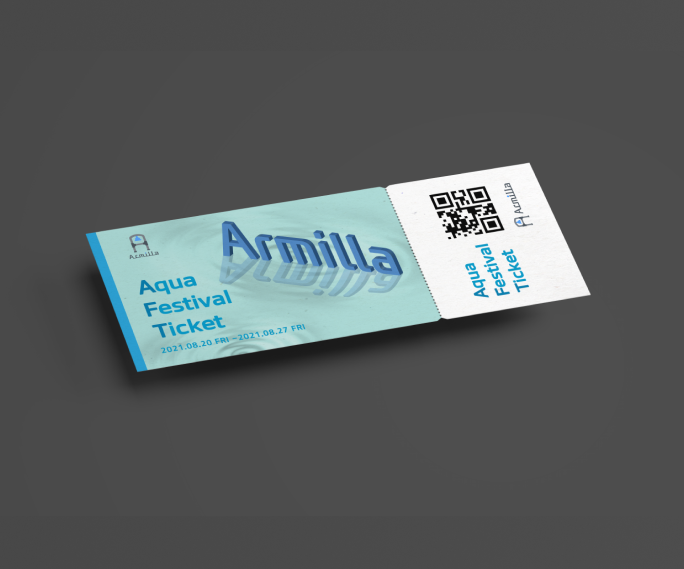 Armilla
Armilla
Aqua
Festival
Ticket
2021.08.20 FRI ~ 2021.08.27 FRI
Aqua
Festival
Ticket
Armilla